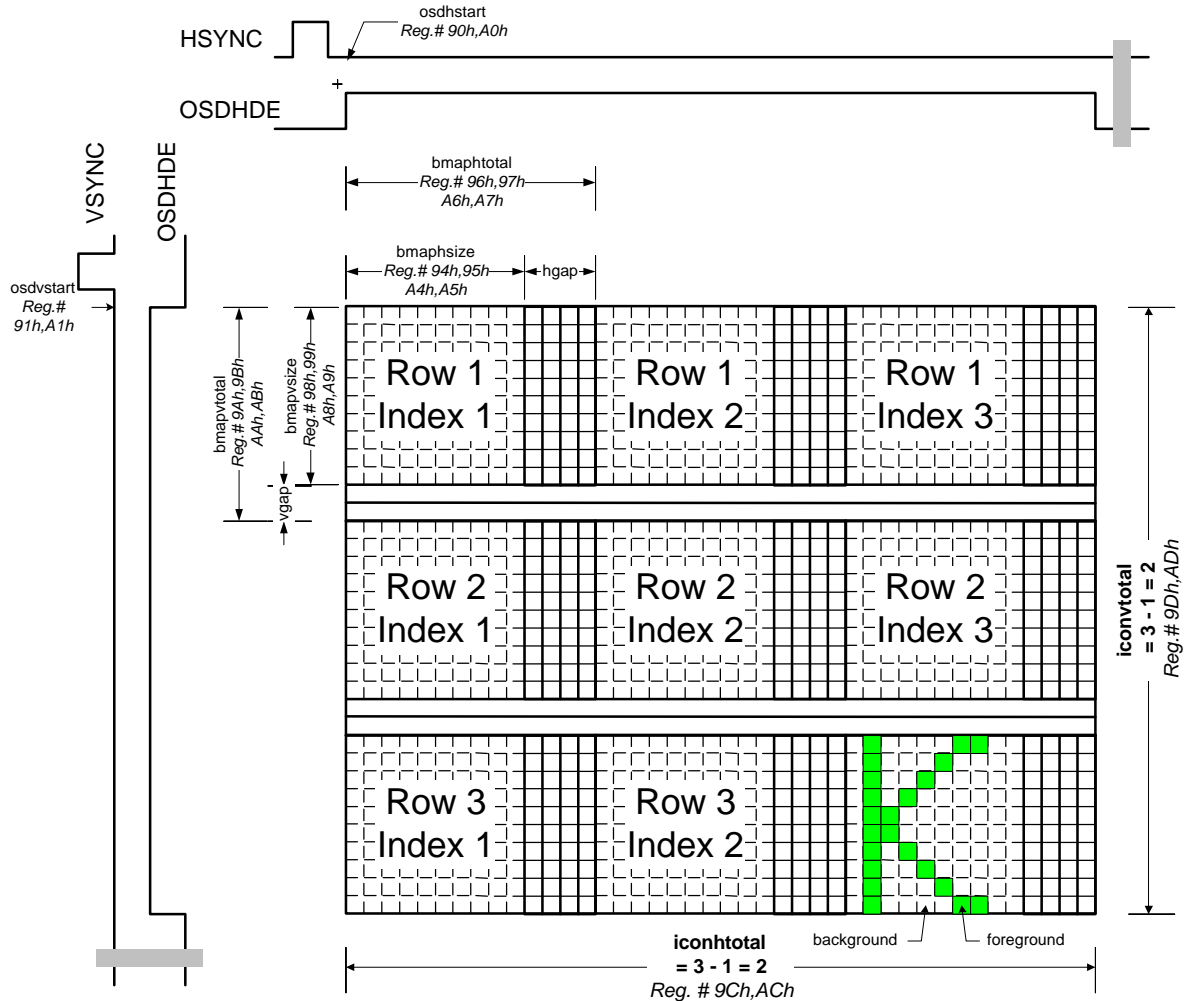 osdhstart
Reg.# 90h,A0h
HSYNC
+
OSDHDE
VSYNC
OSDHDE
bmaphtotal
Reg.# 96h,97h
A6h,A7h
bmaphsize
Reg.# 94h,95h
A4h,A5h
hgap
osdvstart
Reg.#
91h,A1h
bmapvtotal
Reg.# 9Ah,9Bh
AAh,ABh
bmapvsize
Reg.# 98h,99h
A8h,A9h
vgap
Row 1
Index 1
Row 1
Index 2
Row 1
Index 3
Row 2
Index 1
Row 2
Index 2
Row 2
Index 3
Row 3
Index 1
Row 3
Index 2
K
iconvtotal
= 3 - 1 = 2
Reg.# 9Dh,ADh
background
foreground
iconhtotal
= 3 - 1 = 2
Reg. # 9Ch,ACh